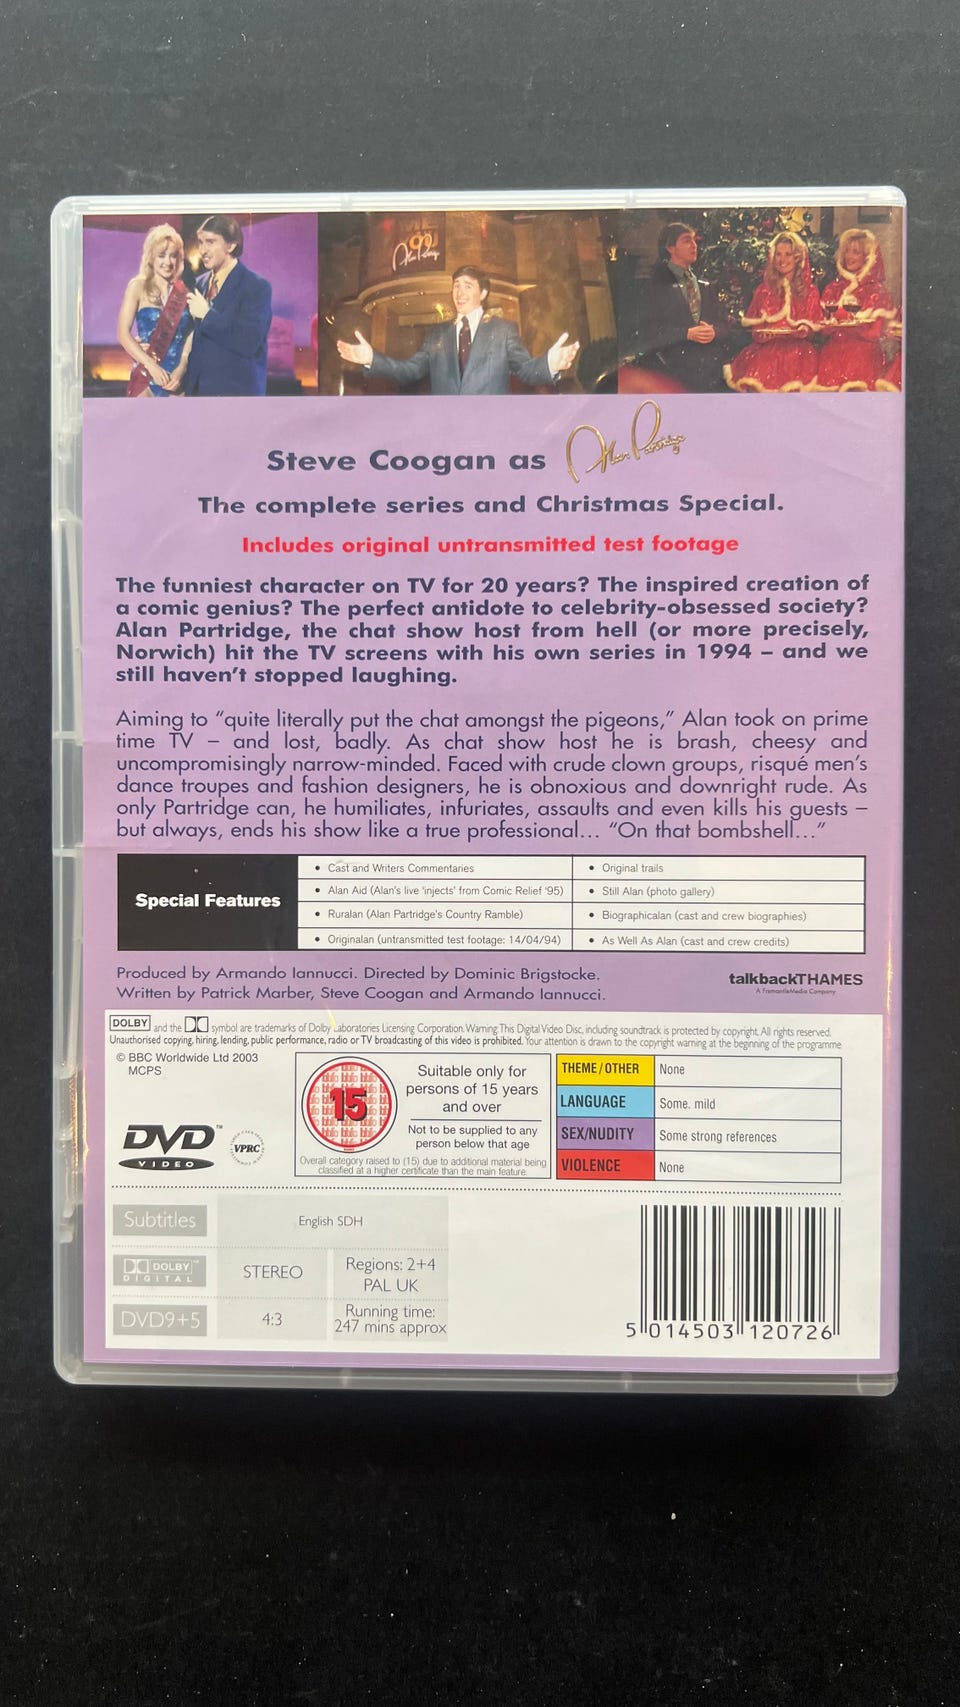 Alan Partridge
Steve Coogan as Alan Partridge
The complete series and Christmas Special.
Includes original untransmitted test footage
The funniest character on TV for 20 years? The inspired creation of
a comic genius? The perfect antidote to celebrity-obsessed society?
Alan Partridge, the chat show host from hell (or more precisely,
Norwich) hit the TV screens with his own series in 1994 – and we
still haven't stopped laughing.
Aiming to “quite literally put the chat amongst the pigeons,” Alan took on prime
time TV – and lost, badly. As chat show host he is brash, cheesy and
uncompromisingly narrow-minded. Faced with crude clown groups, risqué men's
dance troupes and fashion designers, he is obnoxious and downright rude. As
only Partridge can, he humiliates, infuriates, assaults and even kills his guests –
but always, ends his show like a true professional... “On that bombshell...”
Special Features
• Cast and Writers Commentaries
• Alan Aid (Alan's live 'injects' from Comic Relief '95)
• Ruralan (Alan Partridge's Country Ramble)
• Originalan (untransmitted test footage: 14/04/94)
• Original trails
• Still Alan (photo gallery)
• Biographicalan (cast and crew biographies)
• As Well As Alan (cast and crew credits)
Produced by Armando Iannucci. Directed by Dominic Brigstocke.
Written by Patrick Marber, Steve Coogan and Armando Iannucci.
talkbackTHAMES
A FremantleMedia Company
DOLBY and the symbol are trademarks of Dolby Laboratories Licensing Corporation. Warning This Digital Video Disc, including soundtrack is protected by copyright. All rights reserved.
Unauthorised copying, hiring, lending, public performance, radio or TV broadcasting of this video is prohibited. Your attention is drawn to the copyright warning at the beginning of the programme
© BBC Worldwide Ltd 2003
MCPS
DVD™
VIDEO
VPRC
15
Suitable only for
persons of 15 years
and over
Not to be supplied to any
person below that age
Overall category raised to (15) due to additional material being
classified at a higher certificate than the main feature.
THEME/OTHER None
LANGUAGE Some. mild
SEX/NUDITY Some strong references
VIOLENCE None
Subtitles English SDH
DOLBY
DIGITAL
STEREO
Regions: 2+4
PAL UK
DVD9+5
4:3
Running time:
247 mins approx
5 014503 120726